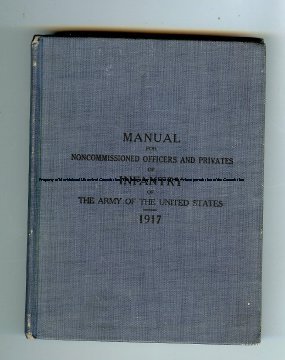 MANUAL
FOR
NONCOMMISSIONED OFFICERS AND PRIVATES
OF
INFANTRY
OF
THE ARMY OF THE UNITED STATES
1917